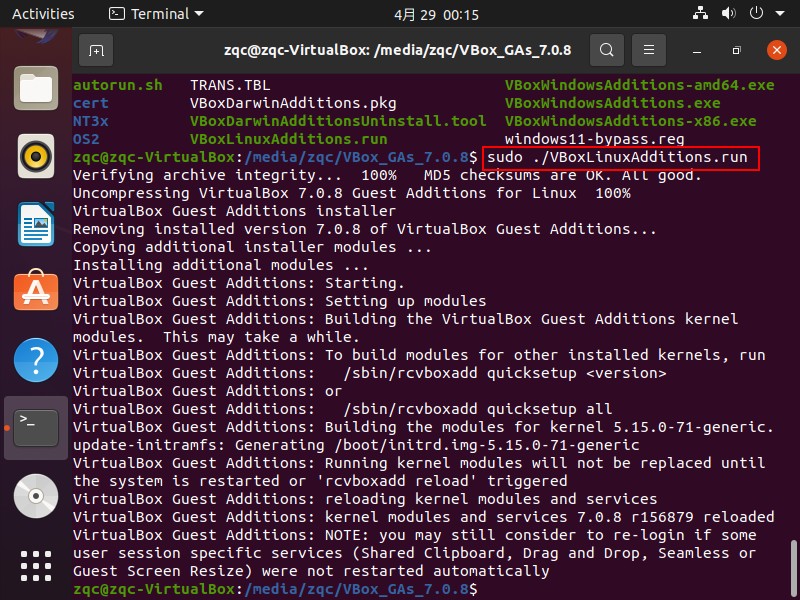 Activities Terminal 4月 29 00:15
zqc@zqc-VirtualBox: /media/zqc/VBox_GAs_7.0.8
autorun.sh TRANS.TBL VBoxWindowsAdditions-amd64.exe
cert VBoxDarwinAdditions.pkg VBoxWindowsAdditions.exe
NT3x VBoxDarwinAdditionsUninstall.tool VBoxWindowsAdditions-x86.exe
OS2 VBoxLinuxAdditions.run windows11-bypass.reg
zqc@zqc-VirtualBox:/media/zqc/VBox_GAs_7.0.8$ sudo ./VBoxLinuxAdditions.run
Verifying archive integrity... 100% MD5 checksums are OK. All good.
Uncompressing VirtualBox 7.0.8 Guest Additions for Linux 100%
VirtualBox Guest Additions installer
Removing installed version 7.0.8 of VirtualBox Guest Additions...
Copying additional installer modules ...
Installing additional modules ...
VirtualBox Guest Additions: Starting.
VirtualBox Guest Additions: Setting up modules
VirtualBox Guest Additions: Building the VirtualBox Guest Additions kernel
modules. This may take a while.
VirtualBox Guest Additions: To build modules for other installed kernels, run
VirtualBox Guest Additions: /sbin/rcvboxadd quicksetup <version>
VirtualBox Guest Additions: or
VirtualBox Guest Additions: /sbin/rcvboxadd quicksetup all
VirtualBox Guest Additions: Building the modules for kernel 5.15.0-71-generic.
update-initramfs: Generating /boot/initrd.img-5.15.0-71-generic
VirtualBox Guest Additions: Running kernel modules will not be replaced until
the system is restarted or 'rcvboxadd reload' triggered
VirtualBox Guest Additions: reloading kernel modules and services
VirtualBox Guest Additions: kernel modules and services 7.0.8 r156879 reloaded
VirtualBox Guest Additions: NOTE: you may still consider to re-login if some
user session specific services (Shared Clipboard, Drag and Drop, Seamless or
Guest Screen Resize) were not restarted automatically
zqc@zqc-VirtualBox:/media/zqc/VBox_GAs_7.0.8$